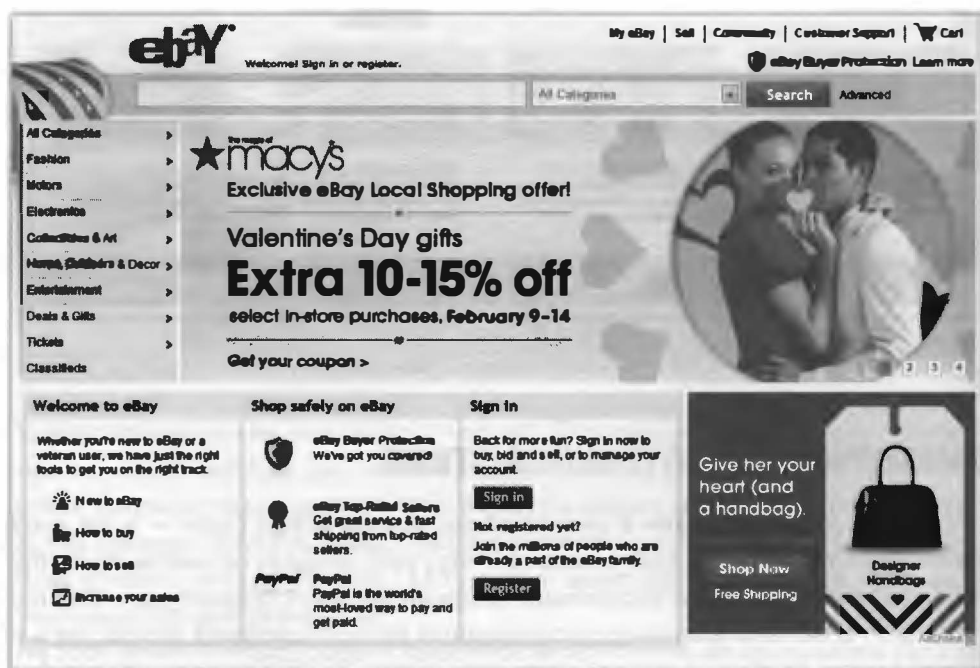 ebaY
Welcome! Sign in or register.
My eBay | Sell | Community | Customer Support | Cart
eBay Buyer Protection Learn more
All Categories
Search
Advanced
All Categories
Fashion
Motors
Electronics
Collectibles & Art
Home, Outdoors & Decor
Entertainment
Deals & Gifts
Tickets
Classifieds
the magic of
macy's
Exclusive eBay Local Shopping offer!
Valentine's Day gifts
Extra 10-15% off
select in-store purchases, February 9-14
Get your coupon >
2 3 4
Welcome to eBay
Whether you're new to eBay or a
veteran user, we have just the right
tools to get you on the right track.
New to eBay
How to buy
How to sell
Increase your sales
Shop safely on eBay
eBay Buyer Protection
We've got you covered!
eBay Top-Rated Sellers
Get great service & fast
shipping from top-rated
sellers.
PayPal
PayPal
PayPal is the world's
most-loved way to pay and
get paid.
Sign in
Back for more fun? Sign in now to
buy, bid and sell, or to manage your
account.
Sign in
Not registered yet?
Join the millions of people who are
already a part of the eBay family.
Register
Give her your
heart (and
a handbag).
Shop Now
Free Shipping
Designer
Handbags